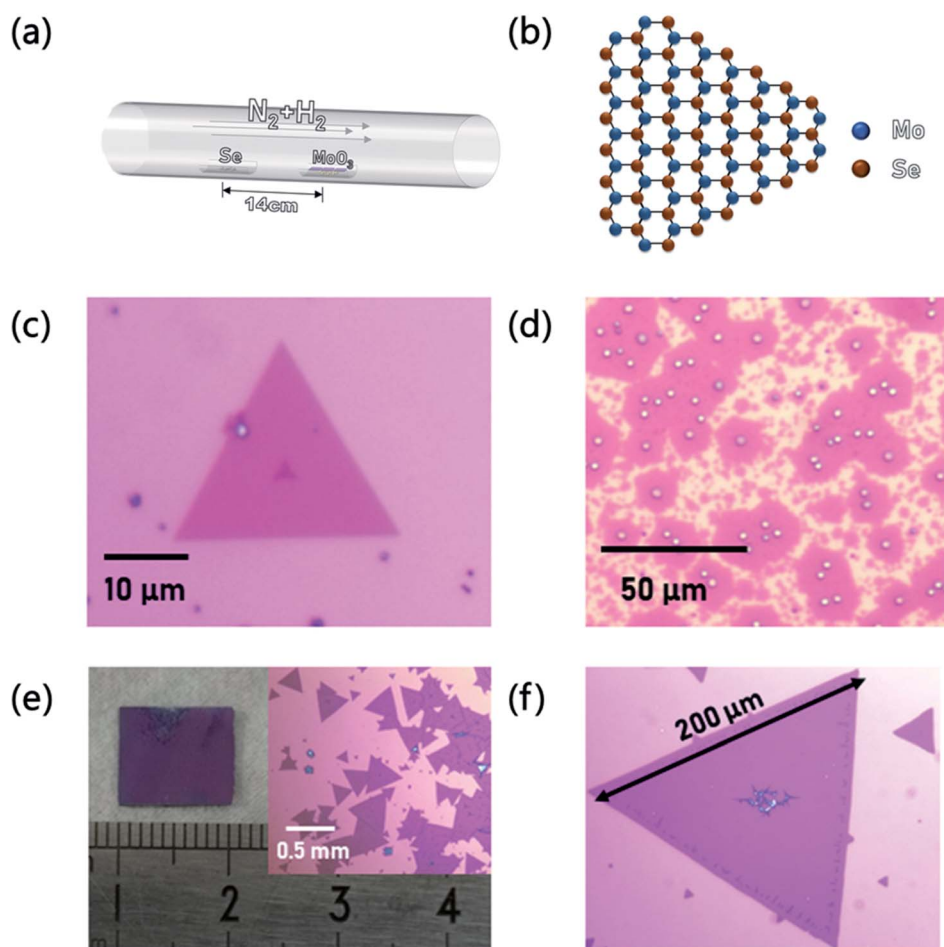 (a)
N₂+H₂
Se
MoO₃
14cm
(b)
Mo
Se
(c)
10 µm
(d)
50 µm
(e)
0.5 mm
2 3 4
(f)
200 µm